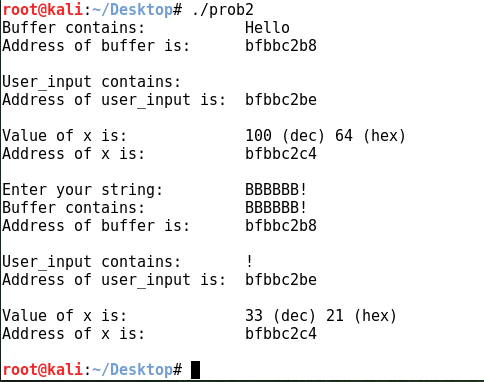 root@kali:~/Desktop# ./prob2
Buffer contains: Hello
Address of buffer is: bfbbc2b8
User_input contains:
Address of user_input is: bfbbc2be
Value of x is: 100 (dec) 64 (hex)
Address of x is: bfbbc2c4
Enter your string: BBBBBB!
Buffer contains: BBBBBB!
Address of buffer is: bfbbc2b8
User_input contains: !
Address of user_input is: bfbbc2be
Value of x is: 33 (dec) 21 (hex)
Address of x is: bfbbc2c4
root@kali:~/Desktop#